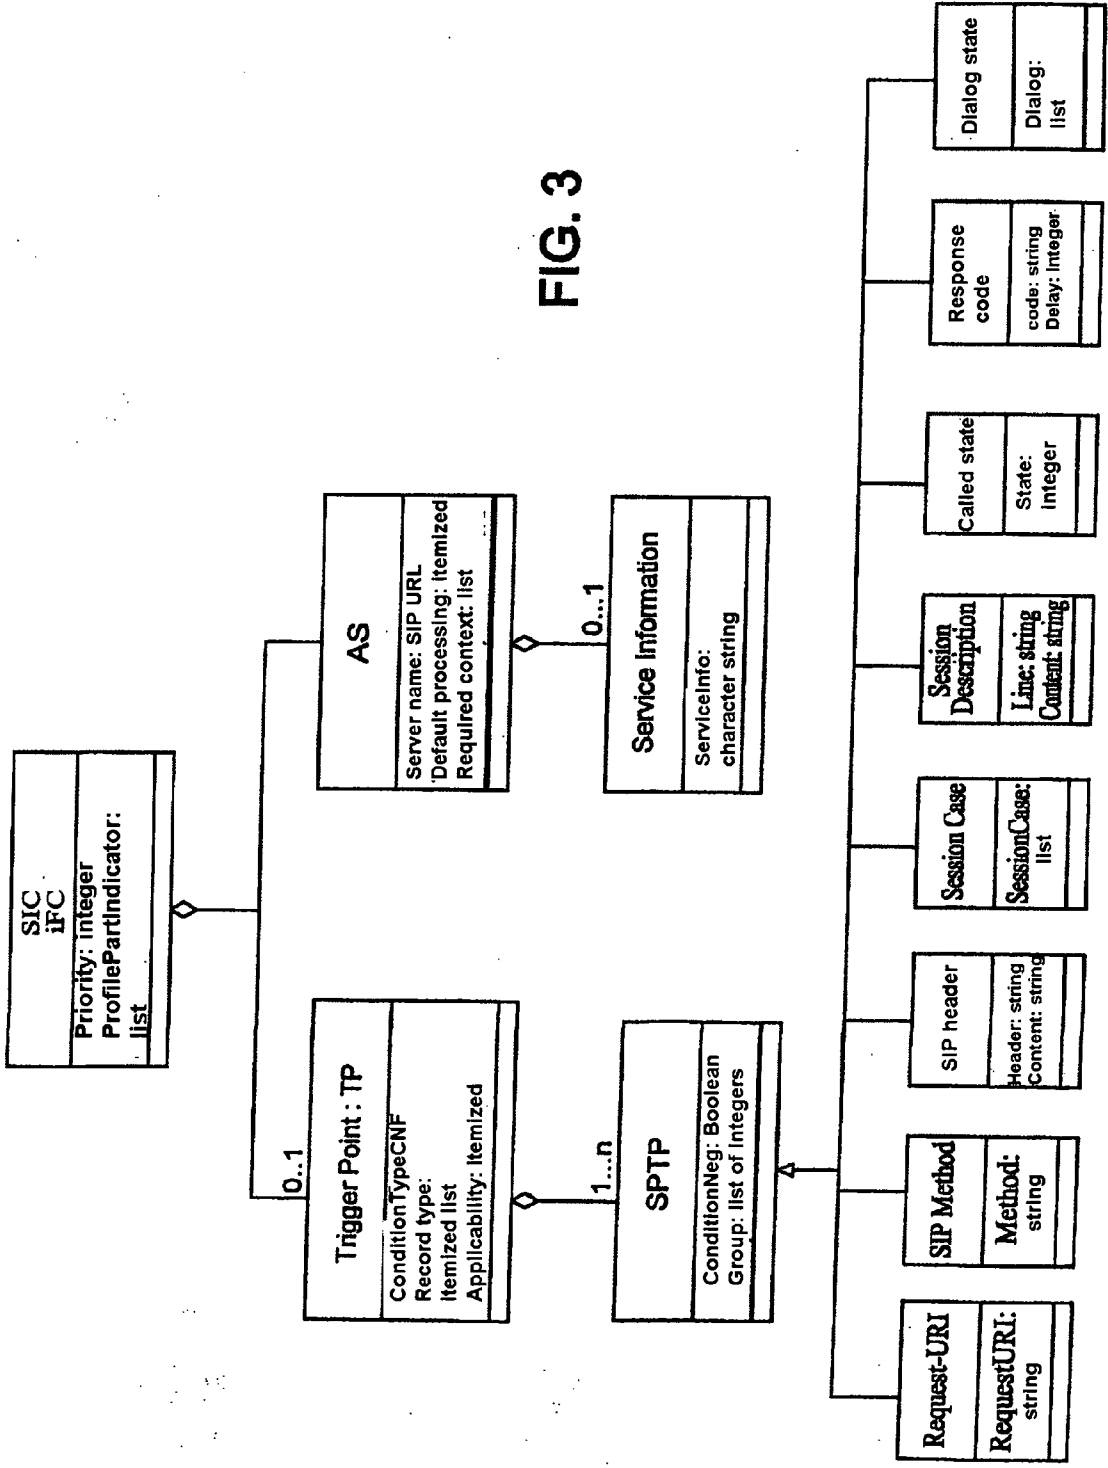 SIC
iFC
Priority: integer
ProfilePartIndicator:
list
0..1
Trigger Point : TP
ConditionTypeCNF
Record type:
itemized list
Applicability: itemized
AS
Server name: SIP URL
Default processing: itemized
Required context: list
1...n
SPTP
ConditionNeg: Boolean
Group: list of integers
0...1
Service Information
ServiceInfo:
character string
Request-URI
RequestURI:
string
SIP Method
Method:
string
SIP header
Header: string
Content: string
Session Case
SessionCase:
list
Session
Description
Line: string
Content: string
Called state
State:
integer
Response
code
code: string
Delay: Integer
Dialog state
Dialog:
list
FIG. 3